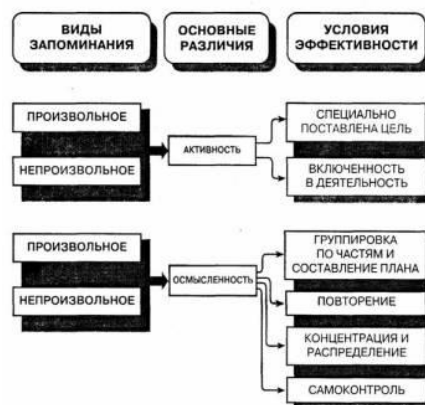 ВИДЫ
ЗАПОМИНАНИЯ
ОСНОВНЫЕ
РАЗЛИЧИЯ
УСЛОВИЯ
ЭФФЕКТИВНОСТИ
ПРОИЗВОЛЬНОЕ
НЕПРОИЗВОЛЬНОЕ
АКТИВНОСТЬ
СПЕЦИАЛЬНО
ПОСТАВЛЕНА ЦЕЛЬ
ВКЛЮЧЕННОСТЬ
В ДЕЯТЕЛЬНОСТЬ
ПРОИЗВОЛЬНОЕ
НЕПРОИЗВОЛЬНОЕ
ОСМЫСЛЕННОСТЬ
ГРУППИРОВКА
ПО ЧАСТЯМ И
СОСТАВЛЕНИЕ ПЛАНА
ПОВТОРЕНИЕ
КОНЦЕНТРАЦИЯ И
РАСПРЕДЕЛЕНИЕ
САМОКОНТРОЛЬ